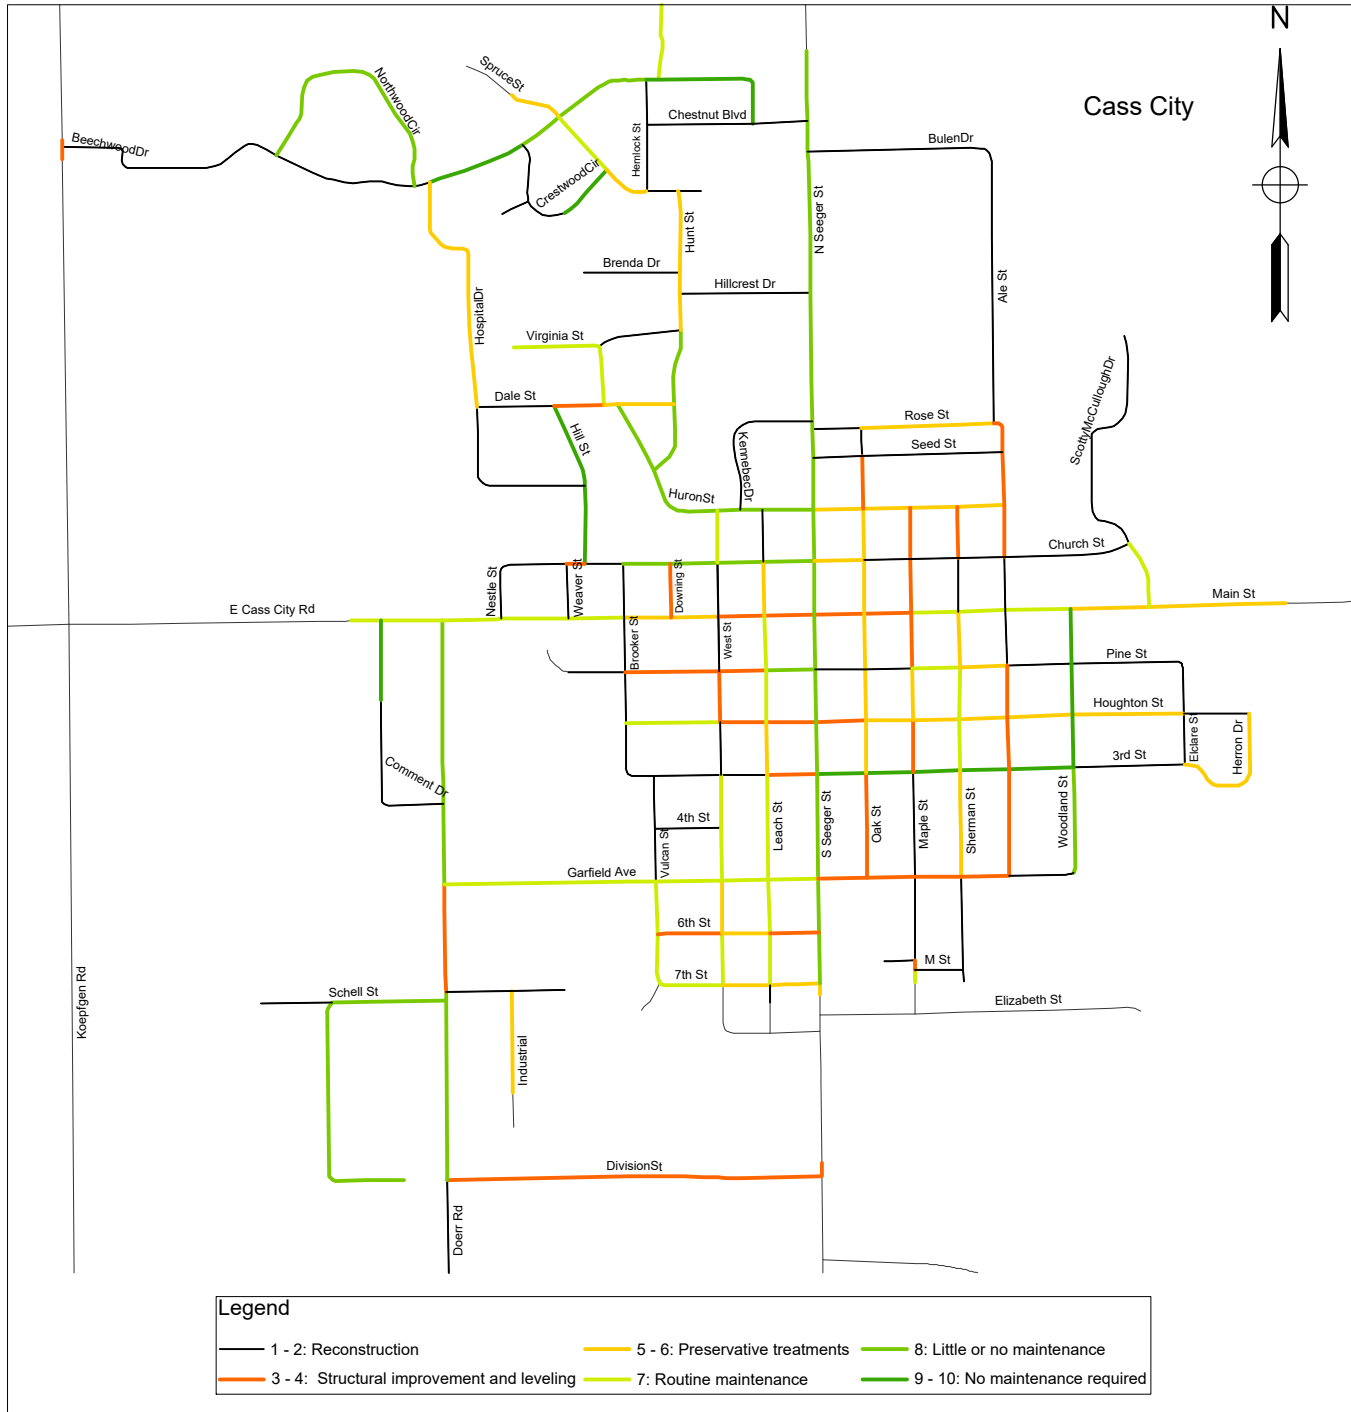 N
Cass City
SpruceSt
NorthwoodCir
BeechwoodDr
Chestnut Blvd
Hemlock St
CrestwoodCir
BulenDr
N Seeger St
Hunt St
Brenda Dr
Hillcrest Dr
Ale St
HospitalDr
Virginia St
ScottyMcCulloughDr
Dale St
Rose St
Hill St
KennebecDr
Seed St
HuronSt
Church St
Nestle St
Weaver St
Downing St
E Cass City Rd
Main St
Brooker St
West St
Pine St
Houghton St
Elclare St
Herron Dr
3rd St
Comment Dr
4th St
Vulcan St
Leach St
S Seeger St
Oak St
Maple St
Sherman St
Woodland St
Garfield Ave
6th St
7th St
M St
Koepfgen Rd
Schell St
Elizabeth St
Industrial
DivisionSt
Doerr Rd
Legend
1 - 2: Reconstruction
5 - 6: Preservative treatments
8: Little or no maintenance
3 - 4: Structural improvement and leveling
7: Routine maintenance
9 - 10: No maintenance required